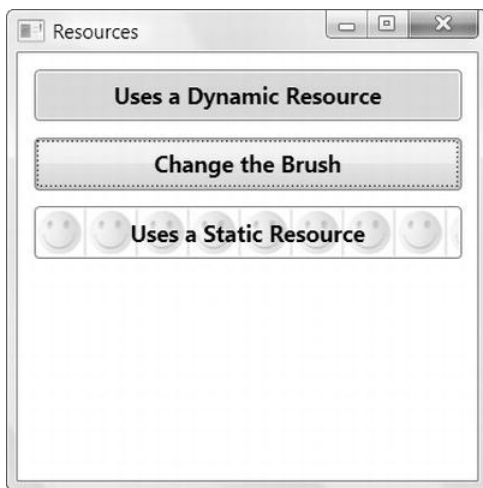 Resources
Uses a Dynamic Resource
Change the Brush
Uses a Static Resource